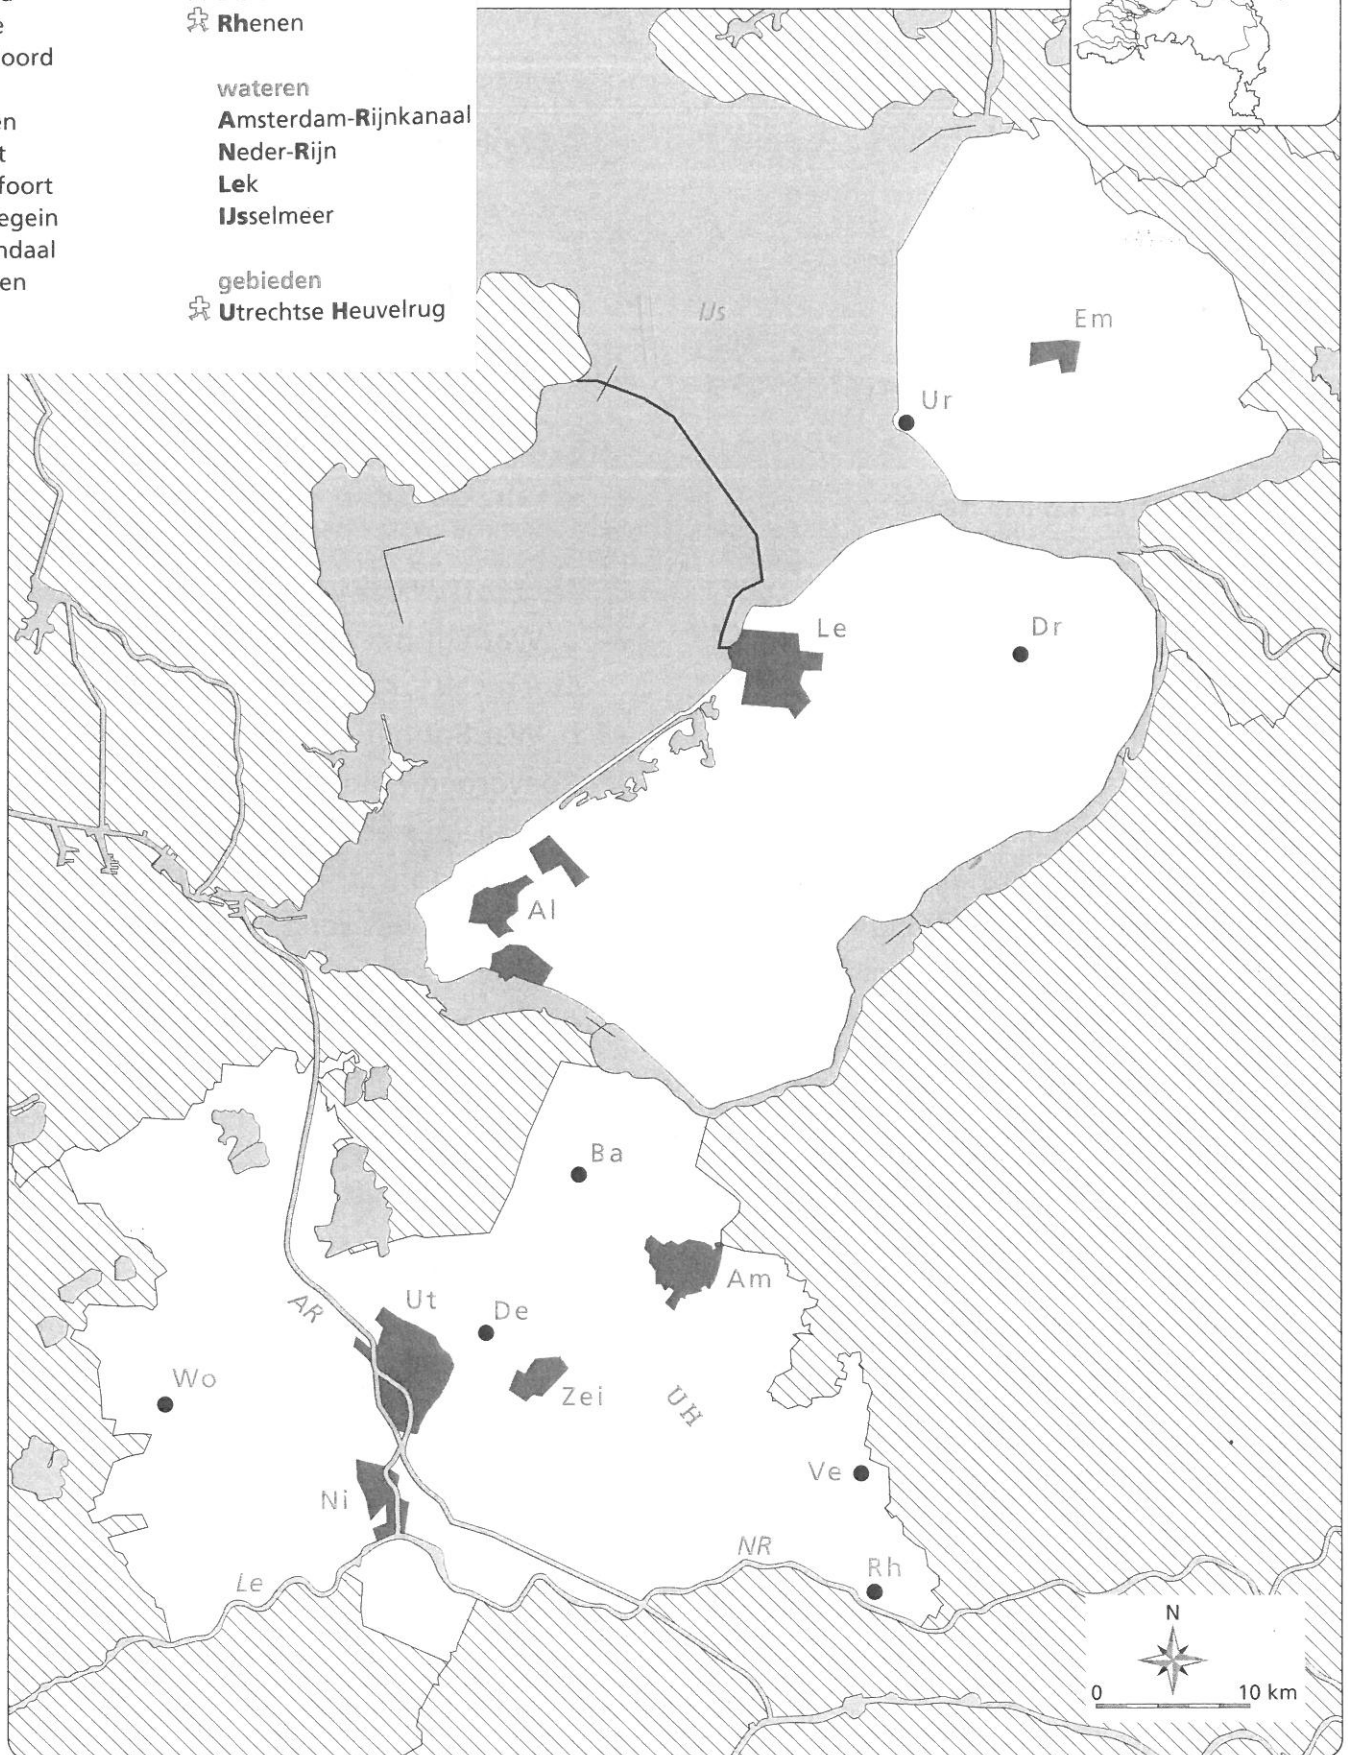 Rhenen
oord
wateren
Amsterdam-Rijnkanaal
Neder-Rijn
foort
Lek
egein
IJsselmeer
ndaal
en
gebieden
Utrechtse Heuvelrug
IJs
Em
Ur
Le
Dr
Al
Ba
Am
Ut
De
AR
Wo
Zei
UH
Ve
Ni
NR
Rh
Le
N
0 10 km